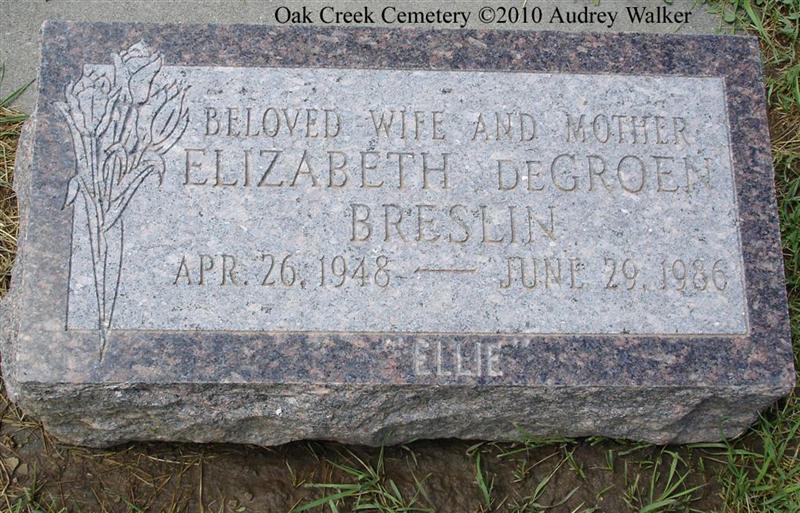 Oak Creek Cemetery ©2010 Audrey Walker
BELOVED WIFE AND MOTHER
ELIZABETH DEGROEN
BRESLIN
APR. 26, 1948 — JUNE 29, 1986
"ELLIE"